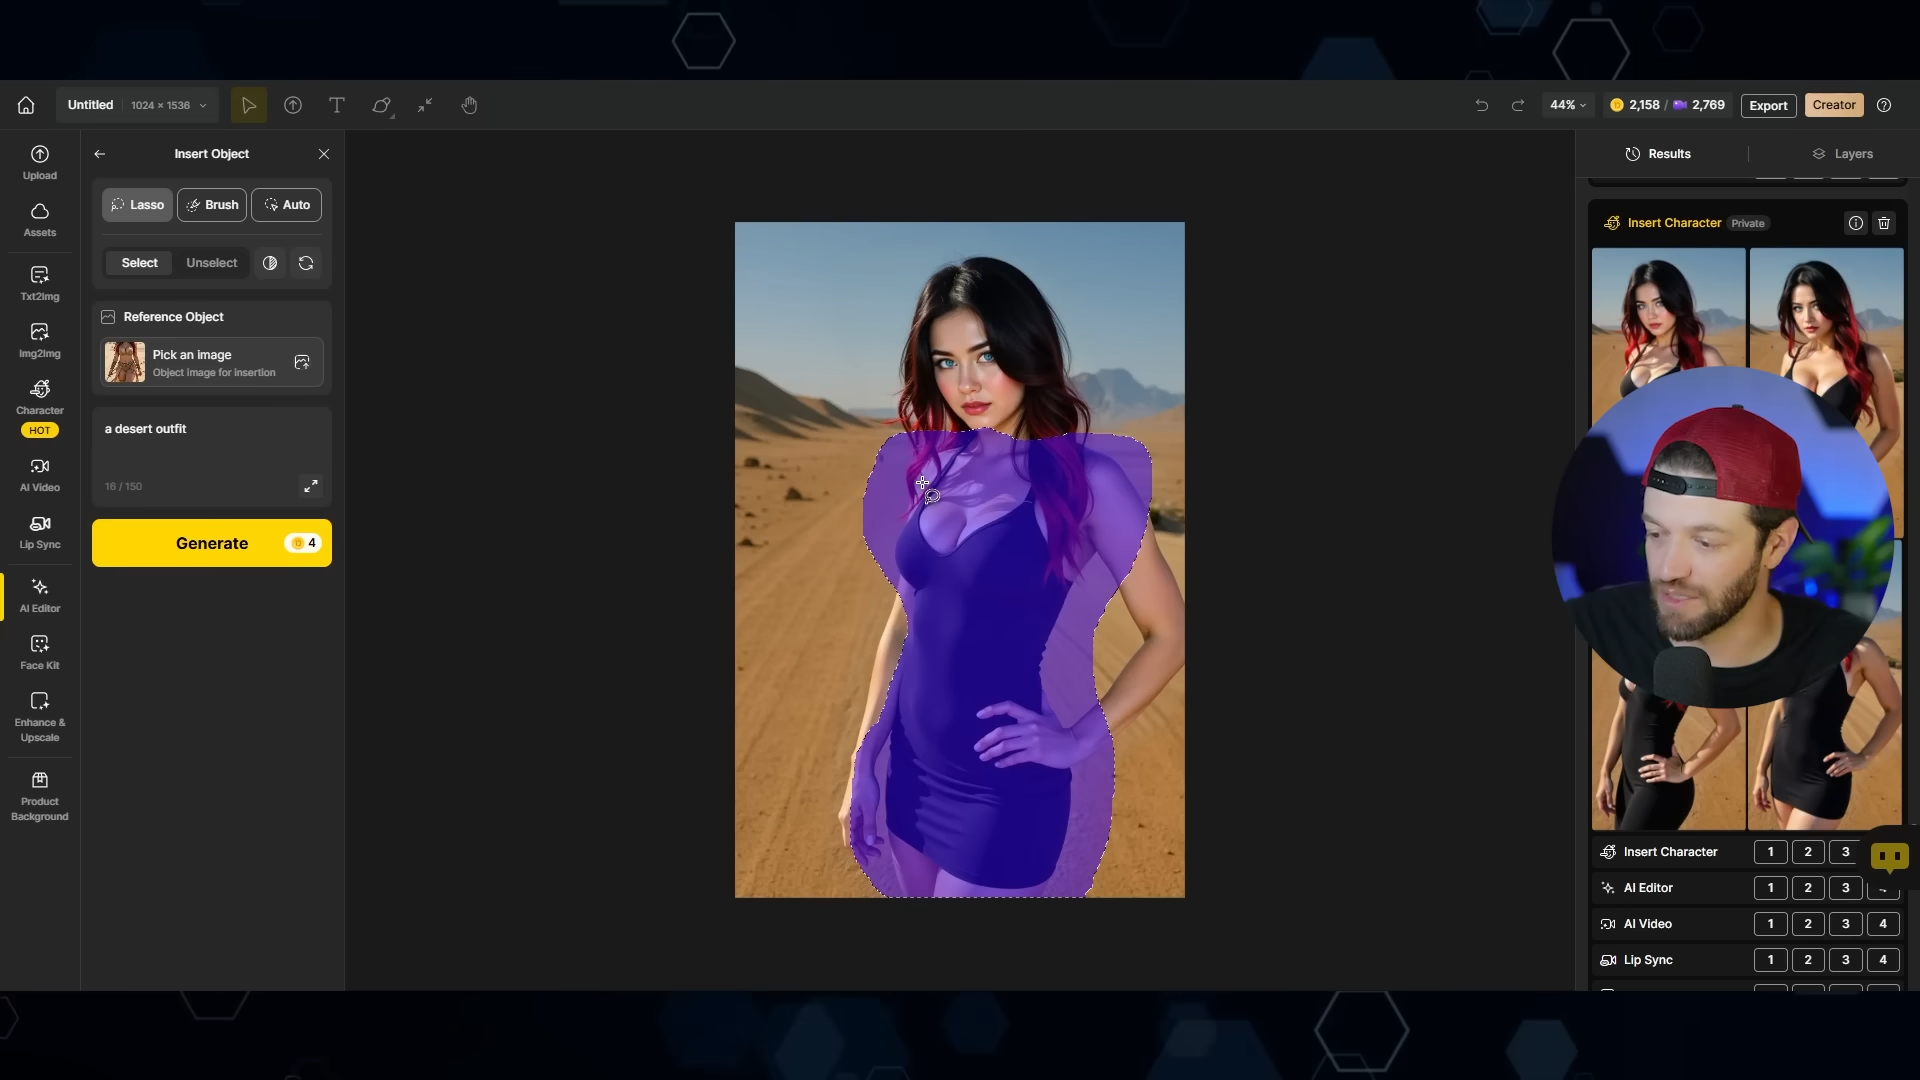 Untitled 1024 × 1536
44% 2,158 / 2,769 Export Creator
Upload
Assets
Txt2Img
Img2Img
Character
HOT
AI Video
Lip Sync
AI Editor
Face Kit
Enhance &
Upscale
Product
Background
Insert Object
Lasso Brush Auto
Select Unselect
Reference Object
Pick an image
Object image for insertion
a desert outfit
16 / 150
Generate 4
Results Layers
Insert Character Private
Insert Character 1 2 3
AI Editor 1 2 3
AI Video 1 2 3 4
Lip Sync 1 2 3 4